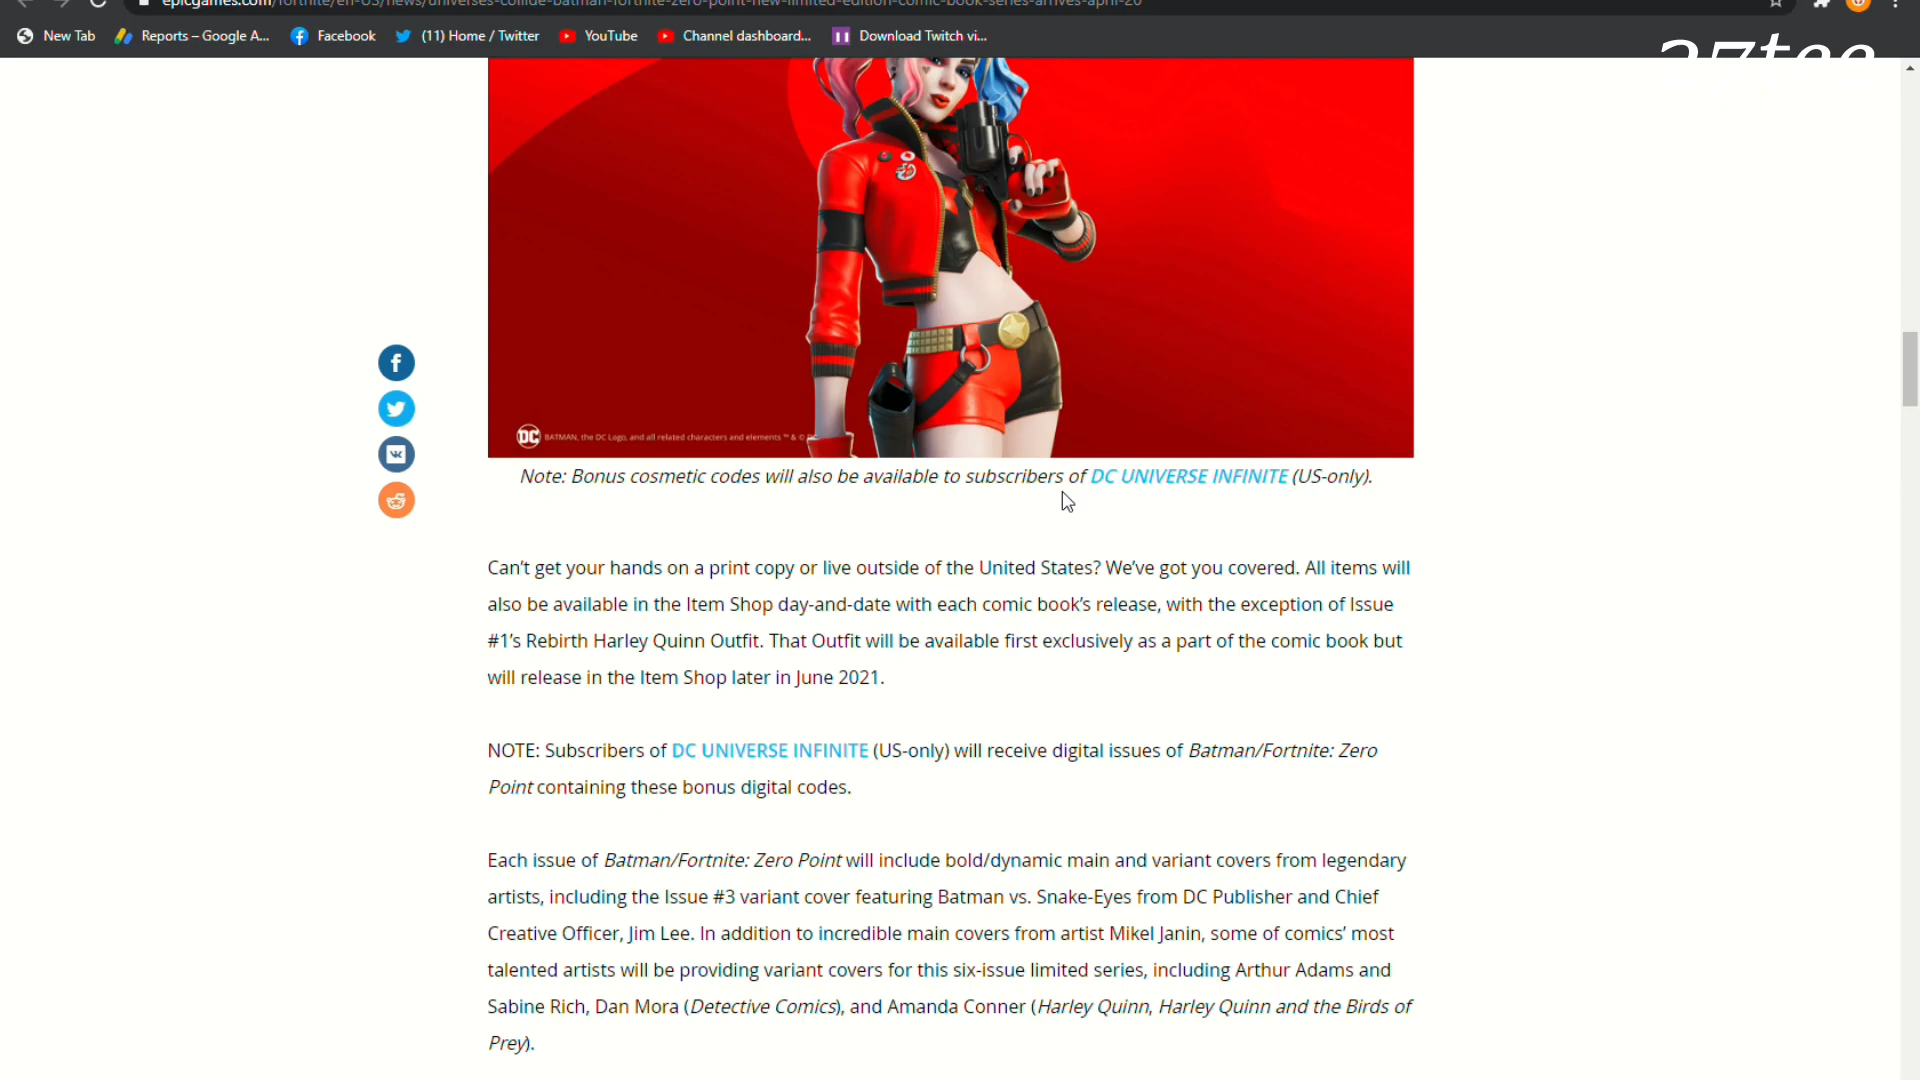 epicgames.com/fortnite/en-US/news/universes-collide-batman-fortnite-zero-point-new-limited-edition-comic-book-series-arrives-april-20
New Tab Reports – Google A... Facebook (11) Home / Twitter YouTube Channel dashboard... Download Twitch vi...
DC BATMAN, the DC Logo, and all related characters and elements ™ & ©
Note: Bonus cosmetic codes will also be available to subscribers of DC UNIVERSE INFINITE (US-only).
Can't get your hands on a print copy or live outside of the United States? We've got you covered. All items will
also be available in the Item Shop day-and-date with each comic book's release, with the exception of Issue
#1's Rebirth Harley Quinn Outfit. That Outfit will be available first exclusively as a part of the comic book but
will release in the Item Shop later in June 2021.
NOTE: Subscribers of DC UNIVERSE INFINITE (US-only) will receive digital issues of Batman/Fortnite: Zero
Point containing these bonus digital codes.
Each issue of Batman/Fortnite: Zero Point will include bold/dynamic main and variant covers from legendary
artists, including the Issue #3 variant cover featuring Batman vs. Snake-Eyes from DC Publisher and Chief
Creative Officer, Jim Lee. In addition to incredible main covers from artist Mikel Janin, some of comics' most
talented artists will be providing variant covers for this six-issue limited series, including Arthur Adams and
Sabine Rich, Dan Mora (Detective Comics), and Amanda Conner (Harley Quinn, Harley Quinn and the Birds of
Prey).